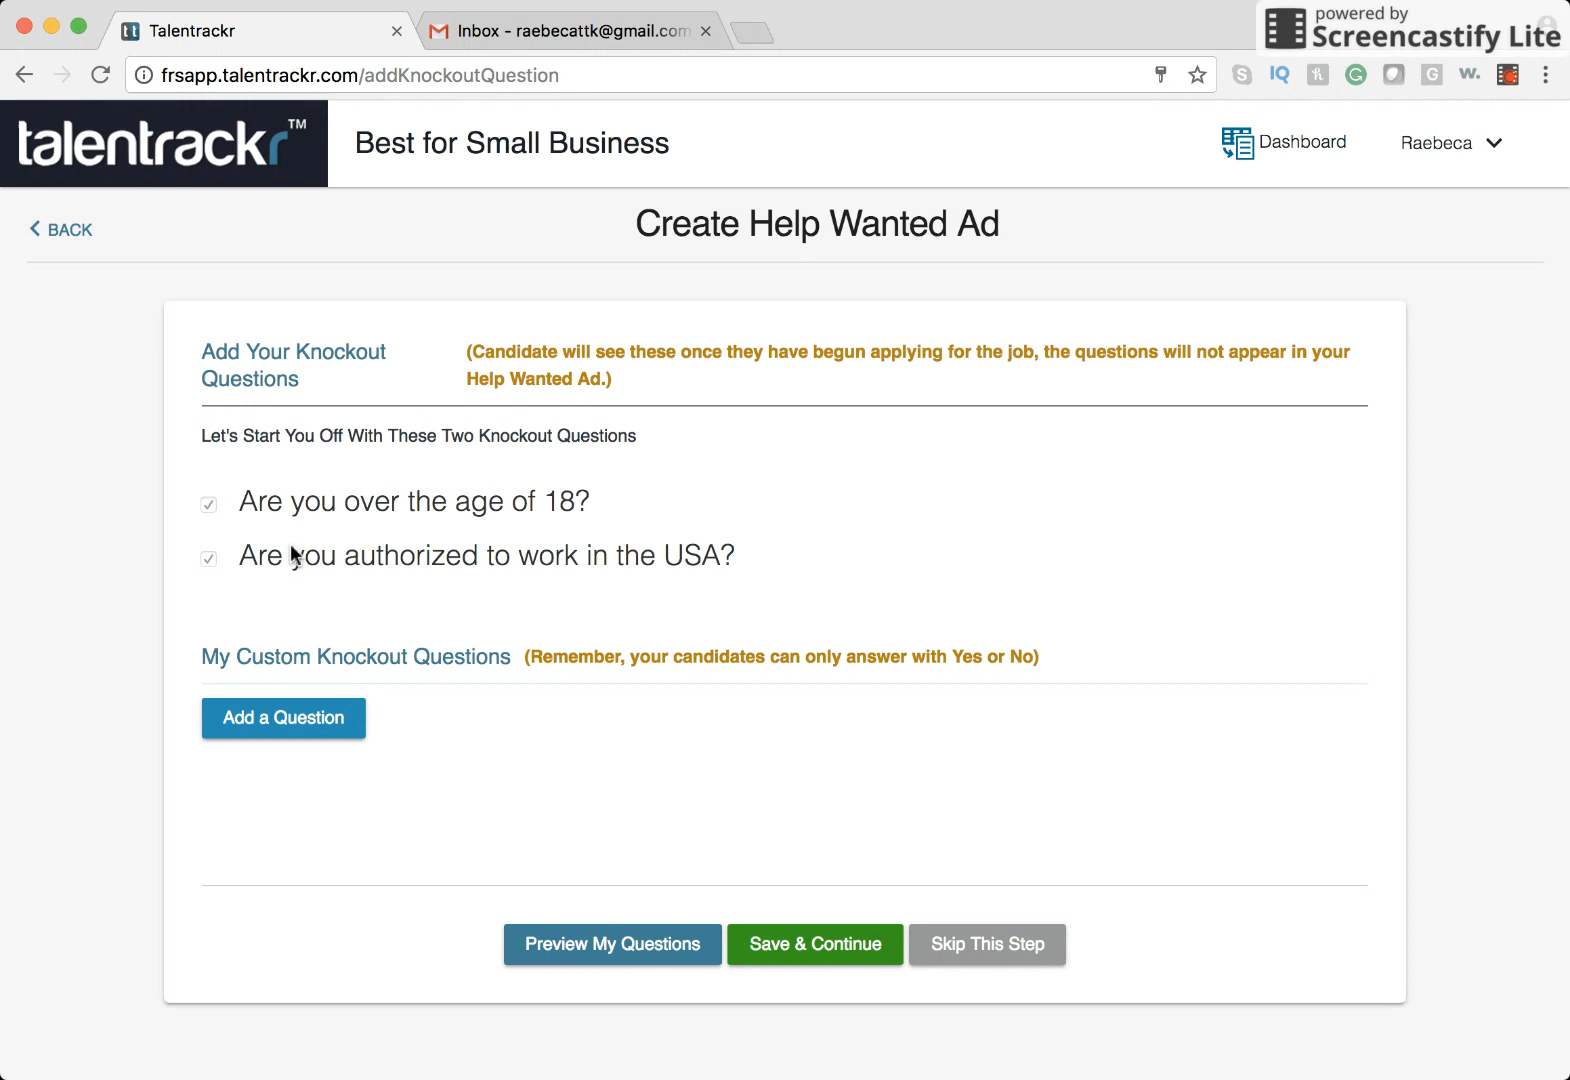 Talentrackr
Inbox - raebecattk@gmail.com
powered by
Screencastify Lite
frsapp.talentrackr.com/addKnockoutQuestion
talentrackr™
Best for Small Business
Dashboard
Raebeca
BACK
Create Help Wanted Ad
Add Your Knockout
Questions
(Candidate will see these once they have begun applying for the job, the questions will not appear in your
Help Wanted Ad.)
Let's Start You Off With These Two Knockout Questions
Are you over the age of 18?
Are you authorized to work in the USA?
My Custom Knockout Questions (Remember, your candidates can only answer with Yes or No)
Add a Question
Preview My Questions
Save & Continue
Skip This Step